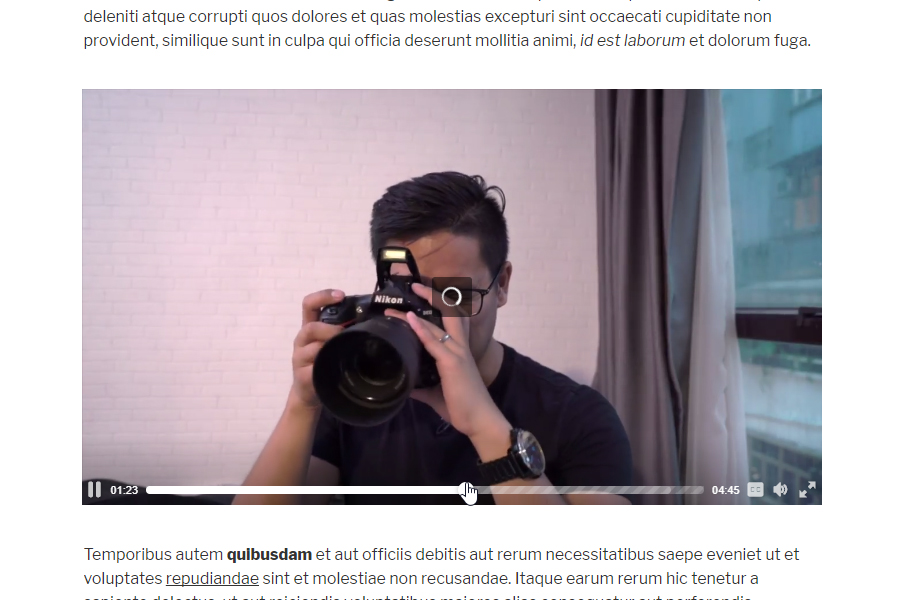 deleniti atque corrupti quos dolores et quas molestias excepturi sint occaecati cupiditate non
provident, similique sunt in culpa qui officia deserunt mollitia animi, id est laborum et dolorum fuga.
Nikon
01:23
04:45
CC
Temporibus autem quibusdam et aut officiis debitis aut rerum necessitatibus saepe eveniet ut et
voluptates repudiandae sint et molestiae non recusandae. Itaque earum rerum hic tenetur a